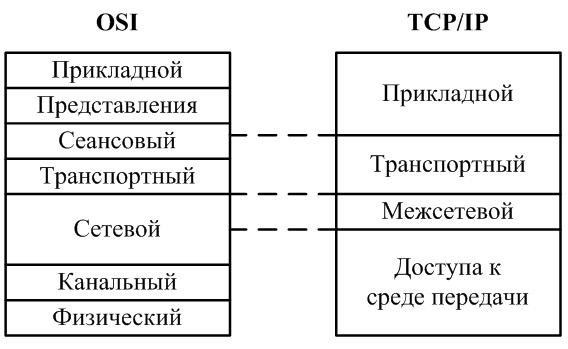 OSI
Прикладной
Представления
Сеансовый
Транспортный
Сетевой
Канальный
Физический
TCP/IP
Прикладной
Транспортный
Межсетевой
Доступа к
среде передачи